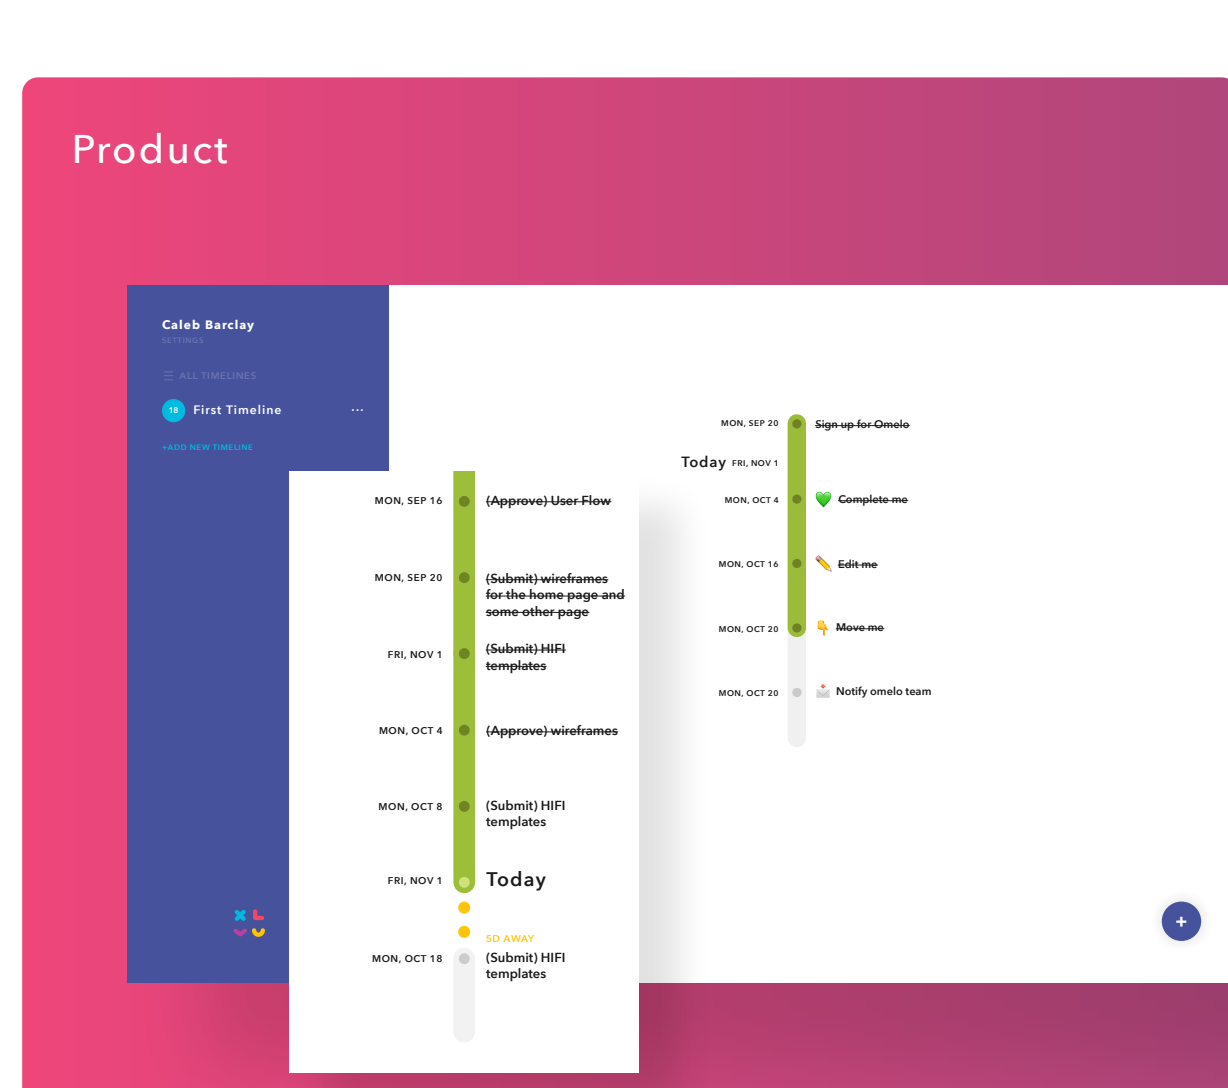 Product
Caleb Barclay
SETTINGS
ALL TIMELINES
18 First Timeline ...
+ADD NEW TIMELINE
MON, SEP 16 (Approve) User Flow
MON, SEP 20 (Submit) wireframes
for the home page and
some other page
FRI, NOV 1 (Submit) HIFI
templates
MON, OCT 4 (Approve) wireframes
MON, OCT 8 (Submit) HIFI
templates
FRI, NOV 1 Today
5D AWAY
MON, OCT 18 (Submit) HIFI
templates
MON, SEP 20 Sign up for Omelo
Today FRI, NOV 1
MON, OCT 4 💚 Complete me
MON, OCT 16 ✏️ Edit me
MON, OCT 20 👇 Move me
MON, OCT 20 📩 Notify omelo team
+